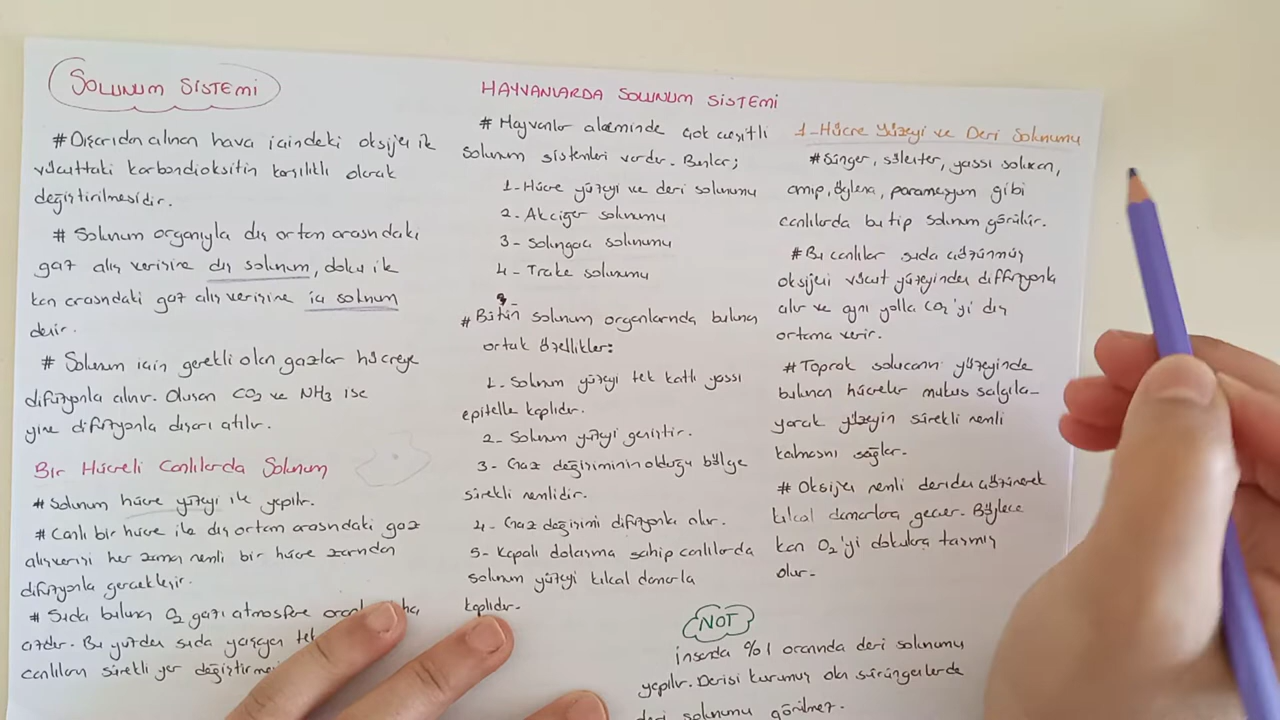 SOLUNUM SİSTEMİ
# Dışarıdan alınan hava içindeki oksijen ile
vücuttaki karbondioksitin karşılıklı olarak
değiştirilmesidir.
# Solunum organıyla dış ortam arasındaki
gaz alış verişine dış solunum, doku ile
kan arasındaki gaz alış verişine iç solunum
denir.
# Solunum için gerekli olan gazlar hücreye
difüzyonla alınır. Oluşan CO₂ ve NH₃ ise
yine difüzyonla dışarı atılır.
Bir Hücreli Canlılarda Solunum
# Solunum hücre yüzeyi ile yapılır.
# Canlı bir hücre ile dış ortam arasındaki gaz
alışverişi her zaman nemli bir hücre zarından
difüzyonla gerçekleşir.
# Suda bulunan O₂ gazı atmosfere
azdır. Bu yüzden suda yaşayan tek
canlıları sürekli yer değiştirme
HAYVANLARDA SOLUNUM SİSTEMİ
# Hayvanlar aleminde çok çeşitli
solunum sistemleri vardır. Bunlar;
1- Hücre yüzeyi ve deri solunumu
2- Akciğer solunumu
3- Solungaç solunumu
4- Trake solunumu
# Bütün solunum organlarında bulunan
ortak özellikler:
1- Solunum yüzeyi tek katlı yassı
epitelle kaplıdır.
2- Solunum yüzeyi geniştir.
3- Gaz değişiminin olduğu bölge
sürekli nemlidir.
4- Gaz değişimi difüzyonla olur.
5- Kapalı dolaşıma sahip canlılarda
solunum yüzeyi kılcal damarla
kaplıdır.
1-Hücre Yüzeyi ve Deri Solunumu
# Sünger, sölenter, yassı solucan,
amip, öglena, paramezyum gibi
canlılarda bu tip solunum görülür.
# Bu canlılar suda çözünmüş
oksijeni vücut yüzeyinden difüzyonla
alır ve aynı yolla CO₂'yi dış
ortama verir.
# Toprak solucanı yüzeyinde
bulunan hücreler mukus salgıla-
yarak yüzeyin sürekli nemli
kalmasını sağlar.
# Oksijen nemli deriden çözünerek
kılcal damarlara geçer. Böylece
kan O₂'yi dokulara taşımış
olur.
NOT
İnsanda %1 oranında deri solunumu
yapılır. Derisi kurumuş olan sürüngenlerde
deri solunumu görülmez.